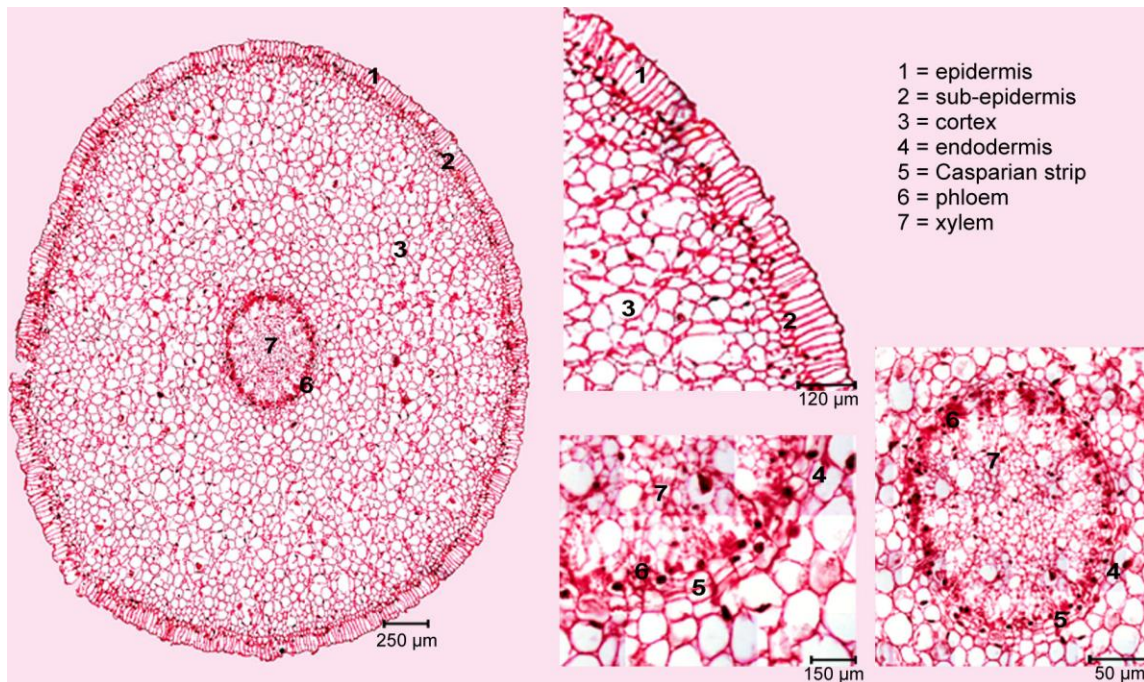 1
2
3
7
6
250 µm
1
3
2
120 µm
1 = epidermis
2 = sub-epidermis
3 = cortex
4 = endodermis
5 = Casparian strip
6 = phloem
7 = xylem
4
7
6
5
150 µm
6
7
4
5
50 µm